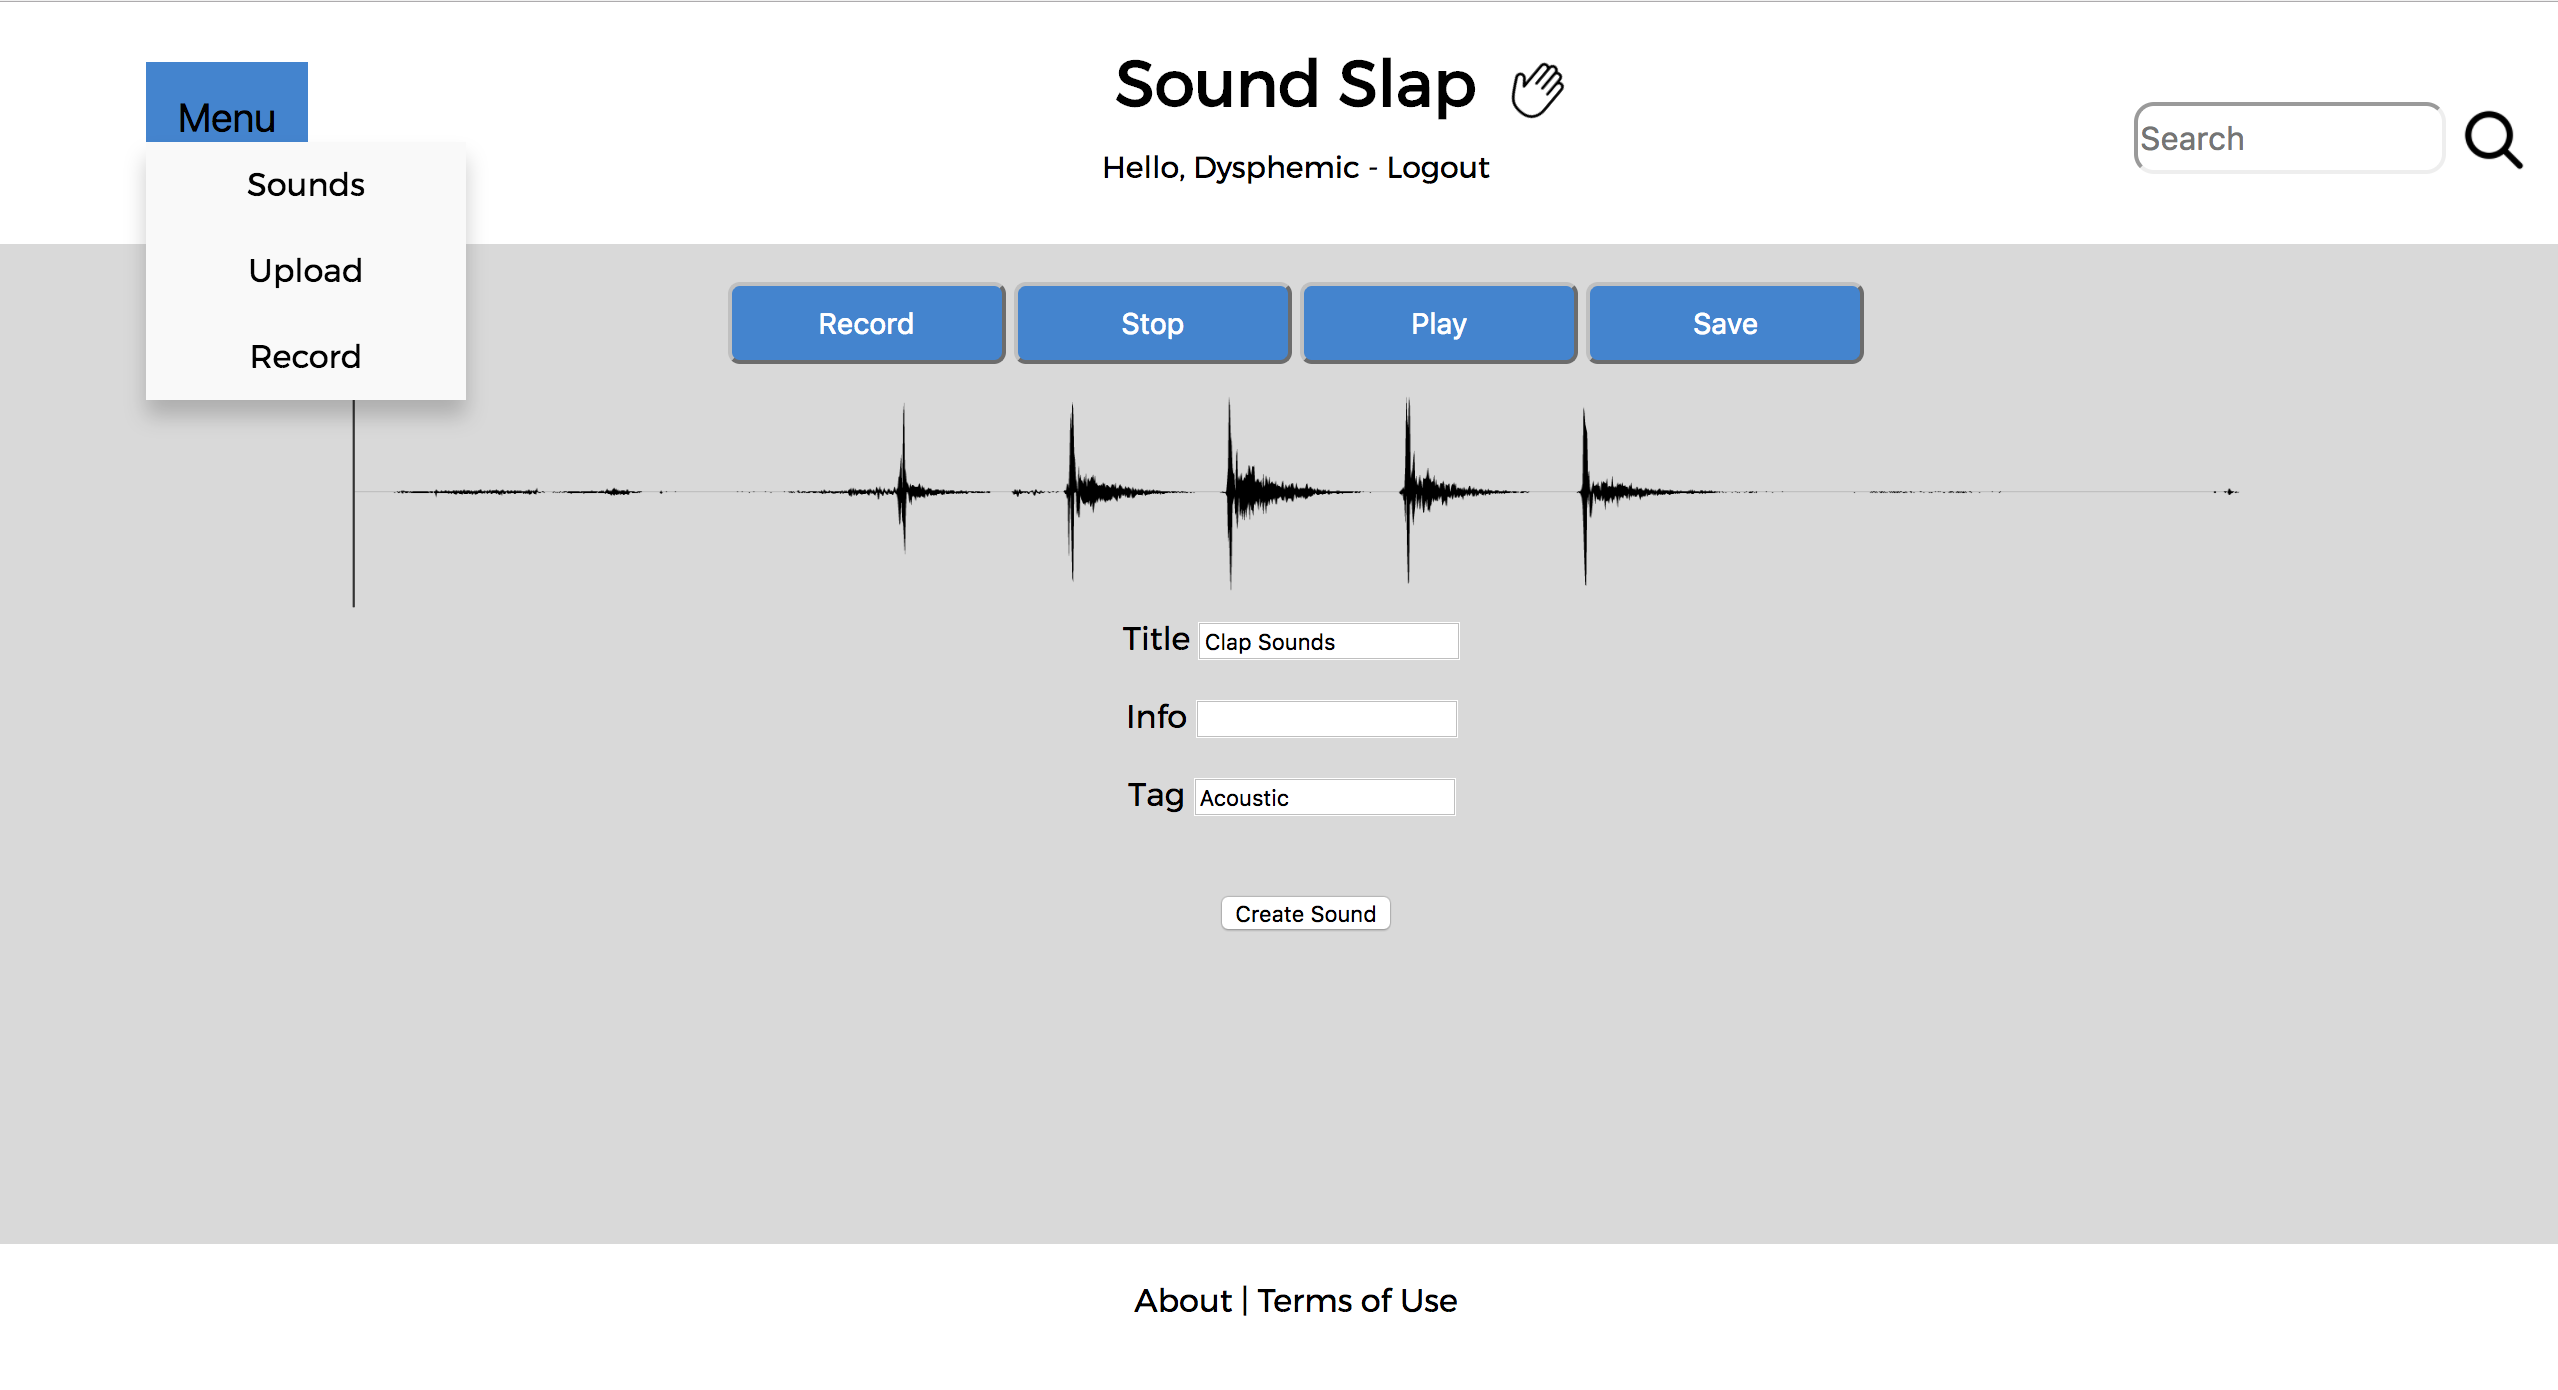 Sound Slap
Menu
Hello, Dysphemic - Logout
Search
Sounds
Upload
Record
Record Stop Play Save
Title Clap Sounds
Info
Tag Acoustic
Create Sound
About | Terms of Use